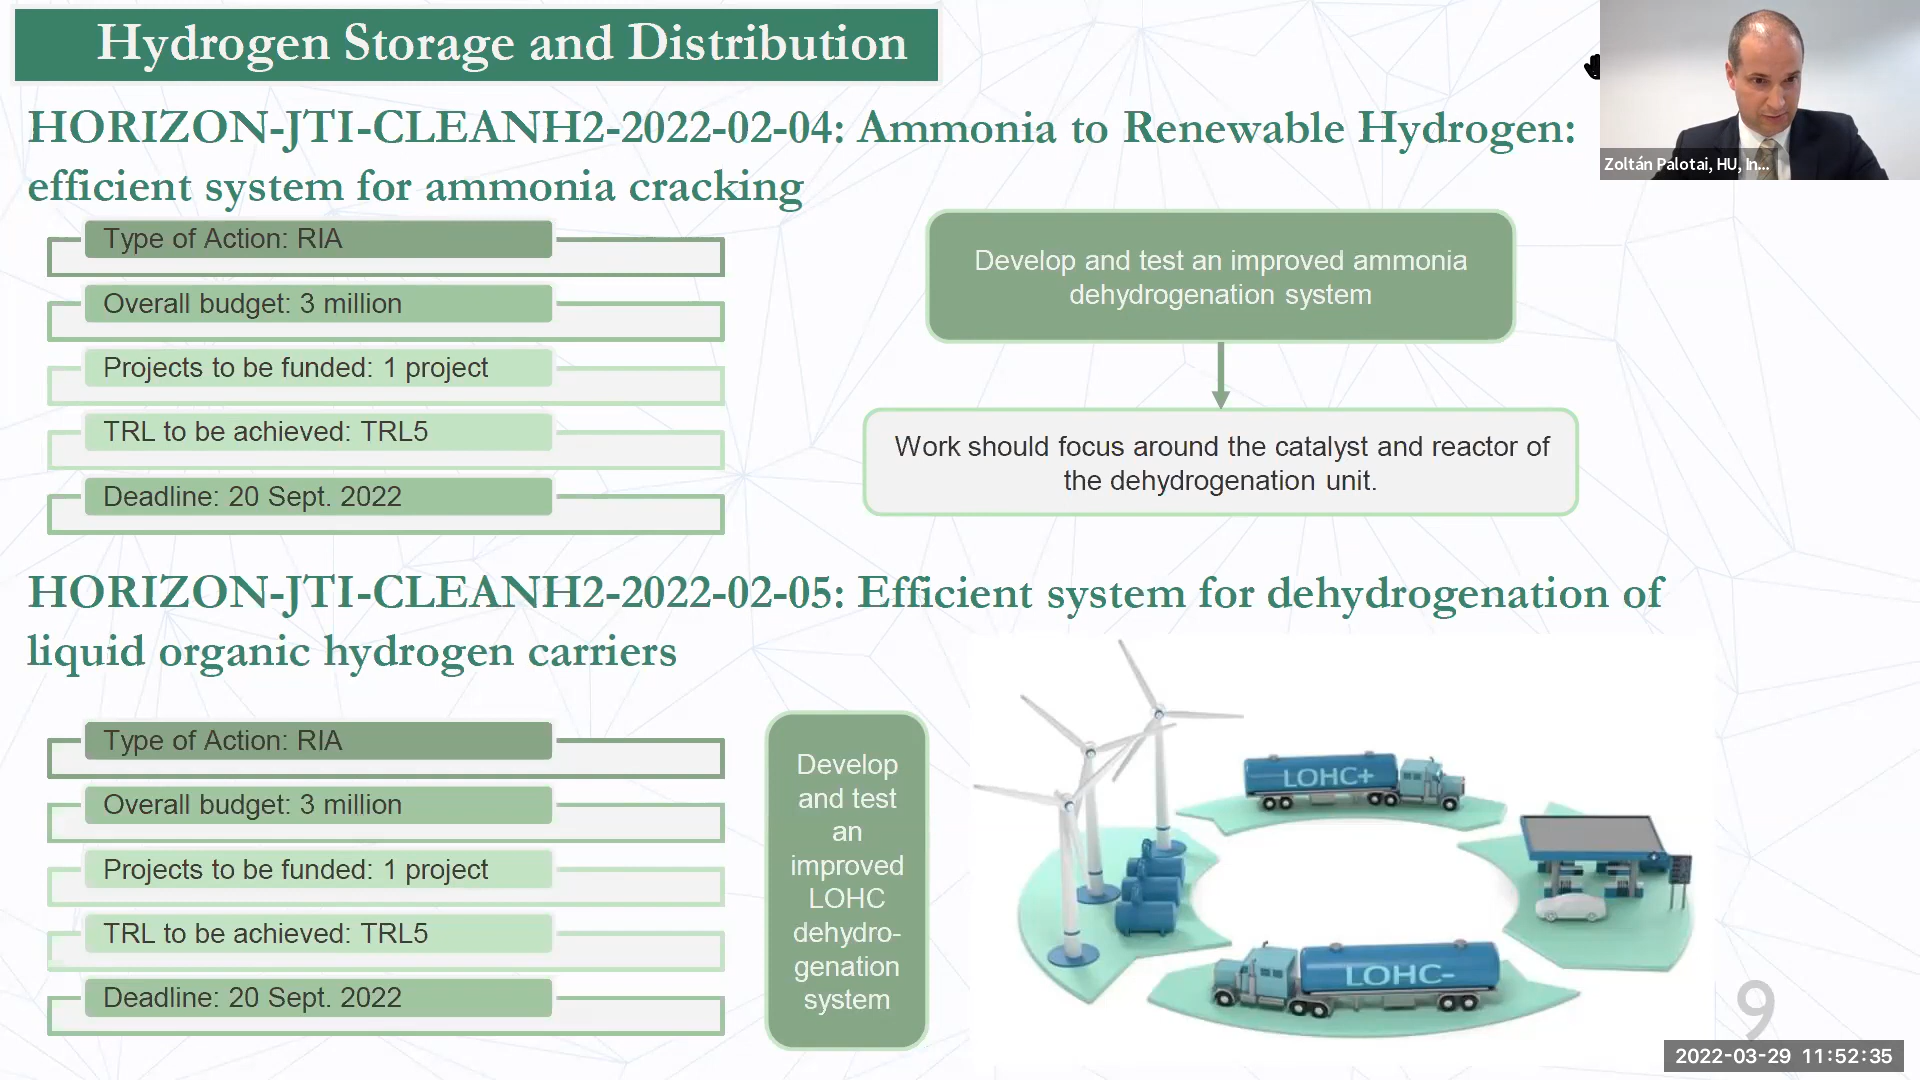 Hydrogen Storage and Distribution
HORIZON-JTI-CLEANH2-2022-02-04: Ammonia to Renewable Hydrogen:
efficient system for ammonia cracking
Zoltán Palotai, HU, In...
Type of Action: RIA
Overall budget: 3 million
Projects to be funded: 1 project
TRL to be achieved: TRL5
Deadline: 20 Sept. 2022
Develop and test an improved ammonia
dehydrogenation system
Work should focus around the catalyst and reactor of
the dehydrogenation unit.
HORIZON-JTI-CLEANH2-2022-02-05: Efficient system for dehydrogenation of
liquid organic hydrogen carriers
Type of Action: RIA
Overall budget: 3 million
Projects to be funded: 1 project
TRL to be achieved: TRL5
Deadline: 20 Sept. 2022
Develop
and test
an
improved
LOHC
dehydro-
genation
system
LOHC+
LOHC-
9
2022-03-29 11:52:35